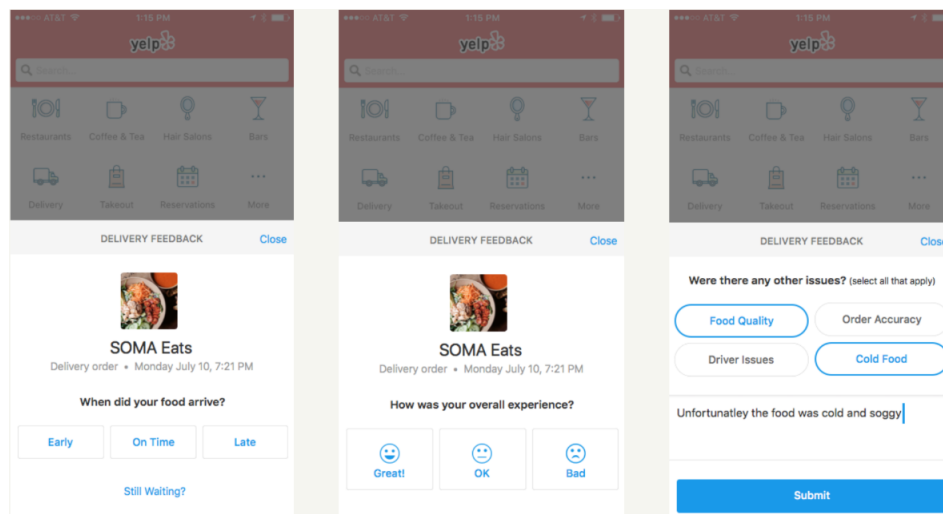 AT&T 1:15 PM
yelp
Search...
Restaurants Coffee & Tea Hair Salons Bars
Delivery Takeout Reservations More
DELIVERY FEEDBACK Close
SOMA Eats
Delivery order • Monday July 10, 7:21 PM
When did your food arrive?
Early On Time Late
Still Waiting?
AT&T 1:15 PM
yelp
Search...
Restaurants Coffee & Tea Hair Salons Bars
Delivery Takeout Reservations More
DELIVERY FEEDBACK Close
SOMA Eats
Delivery order • Monday July 10, 7:21 PM
How was your overall experience?
Great! OK Bad
AT&T 1:15 PM
yelp
Search...
Restaurants Coffee & Tea Hair Salons Bars
Delivery Takeout Reservations More
DELIVERY FEEDBACK Close
Were there any other issues? (select all that apply)
Food Quality Order Accuracy
Driver Issues Cold Food
Unfortunatley the food was cold and soggy
Submit